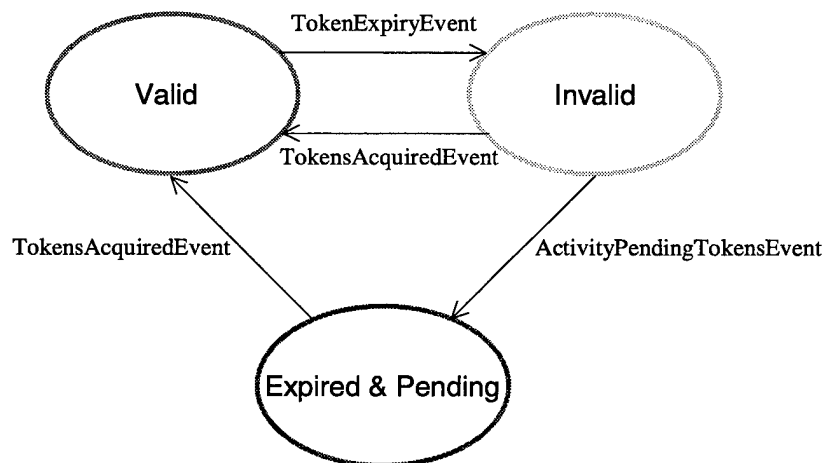 TokenExpiryEvent
Valid
Invalid
TokensAcquiredEvent
TokensAcquiredEvent
ActivityPendingTokensEvent
Expired & Pending